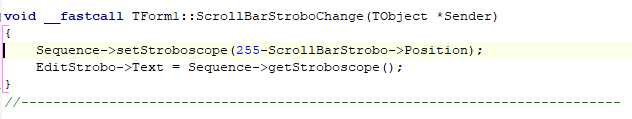 void __fastcall TForm1::ScrollBarStroboChange(TObject *Sender)
{
    Sequence->setStroboscope(255-ScrollBarStrobo->Position);
    EditStrobo->Text = Sequence->getStroboscope();
}
//---------------------------------------------------------------------------